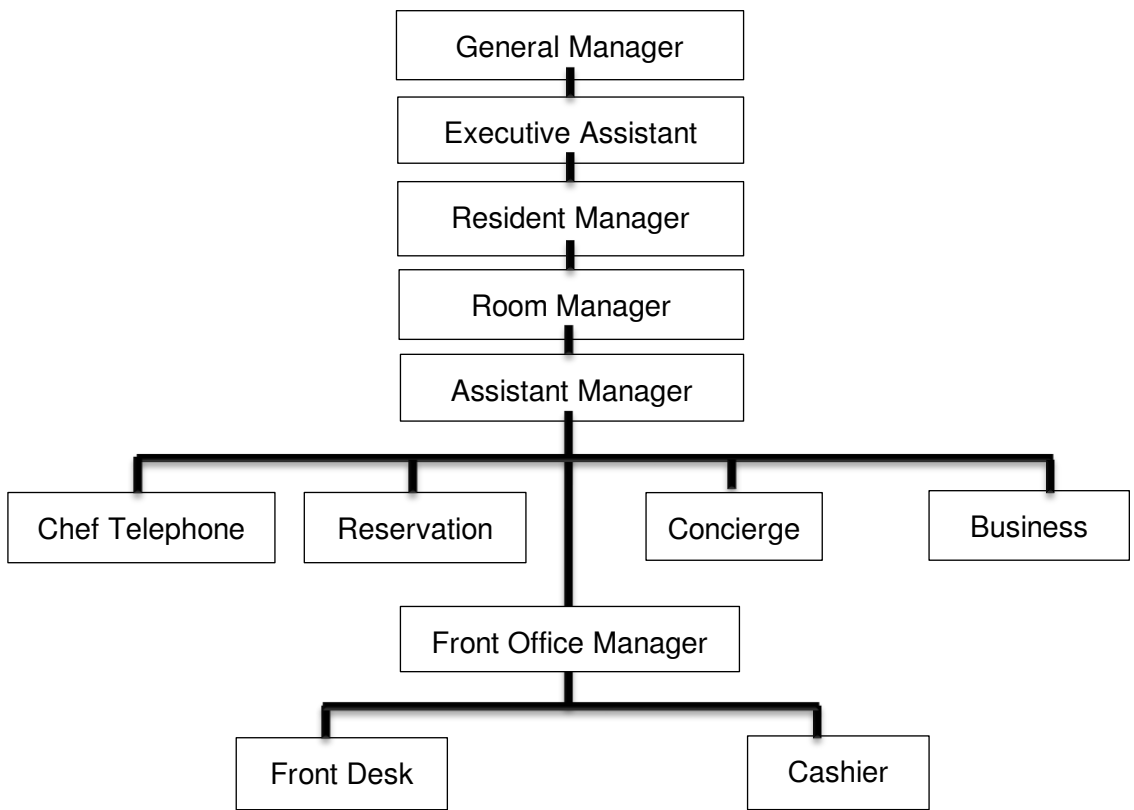 General Manager
Executive Assistant
Resident Manager
Room Manager
Assistant Manager
Chef Telephone
Reservation
Concierge
Business
Front Office Manager
Front Desk
Cashier